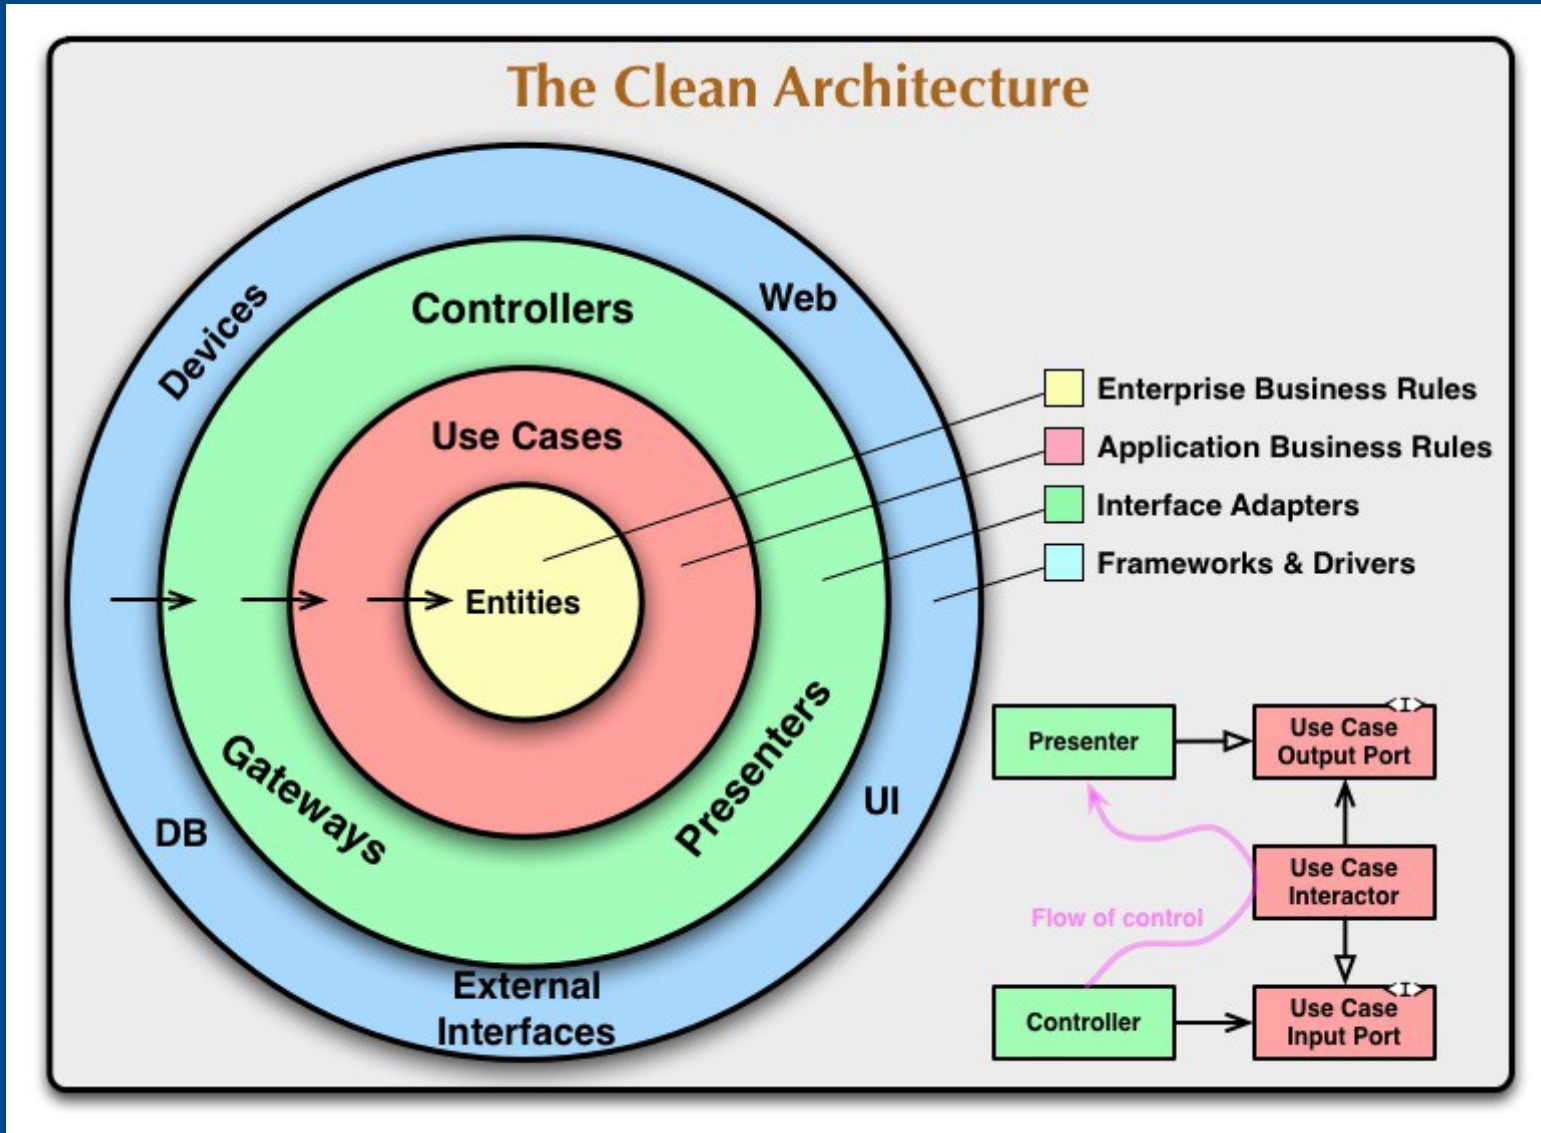 The Clean Architecture
Devices
Controllers
Web
Use Cases
Entities
Gateways
Presenters
DB
UI
External
Interfaces
Enterprise Business Rules
Application Business Rules
Interface Adapters
Frameworks & Drivers
Presenter
<I>
Use Case
Output Port
Use Case
Interactor
Flow of control
Controller
<I>
Use Case
Input Port